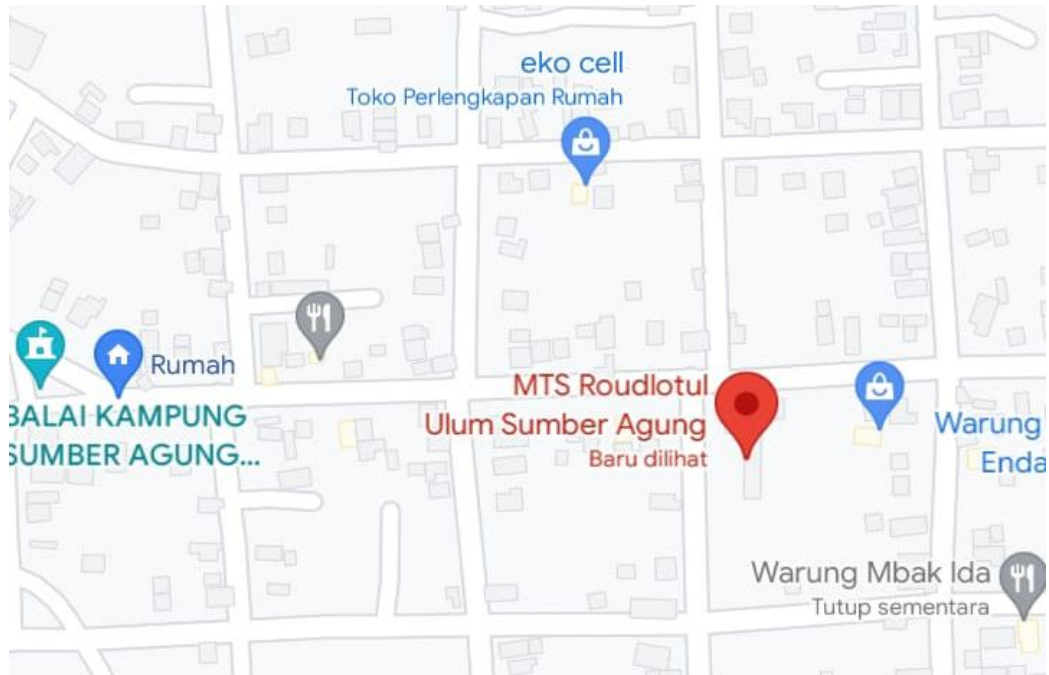 eko cell
Toko Perlengkapan Rumah
Rumah
BALAI KAMPUNG
SUMBER AGUNG...
MTS Roudlotul
Ulum Sumber Agung
Baru dilihat
Warung
Enda
Warung Mbak Ida
Tutup sementara